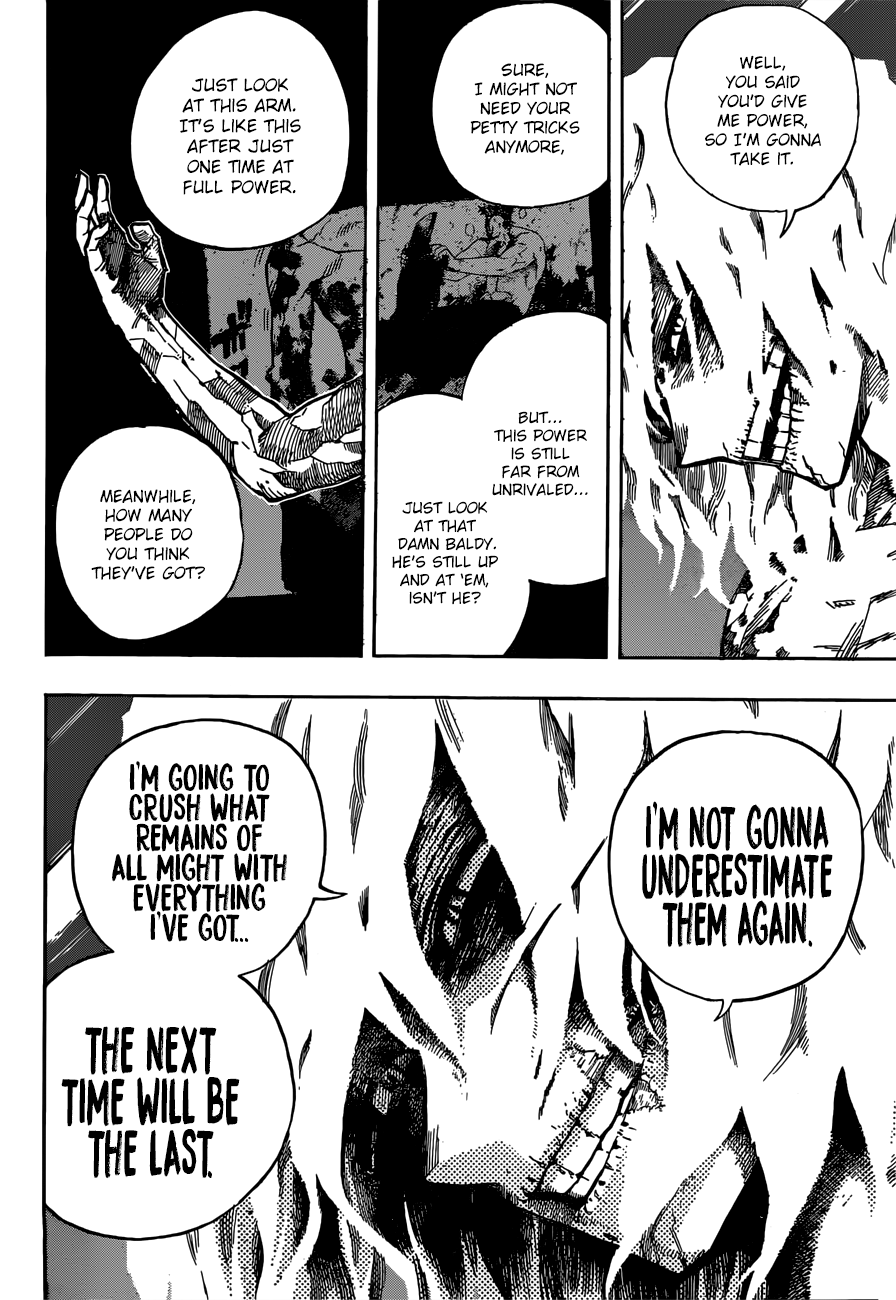 WELL,
YOU SAID
YOU'D GIVE
ME POWER,
SO I'M GONNA
TAKE IT.
SURE,
I MIGHT NOT
NEED YOUR
PETTY TRICKS
ANYMORE,
BUT...
THIS POWER
IS STILL
FAR FROM
UNRIVALED...
JUST LOOK
AT THAT
DAMN BALDY.
HE'S STILL UP
AND AT 'EM,
ISN'T HE?
JUST LOOK
AT THIS ARM.
IT'S LIKE THIS
AFTER JUST
ONE TIME AT
FULL POWER.
MEANWHILE,
HOW MANY
PEOPLE DO
YOU THINK
THEY'VE GOT?
I'M NOT GONNA
UNDERESTIMATE
THEM AGAIN.
I'M GOING TO
CRUSH WHAT
REMAINS OF
ALL MIGHT WITH
EVERYTHING
I'VE GOT...
THE NEXT
TIME WILL BE
THE LAST.